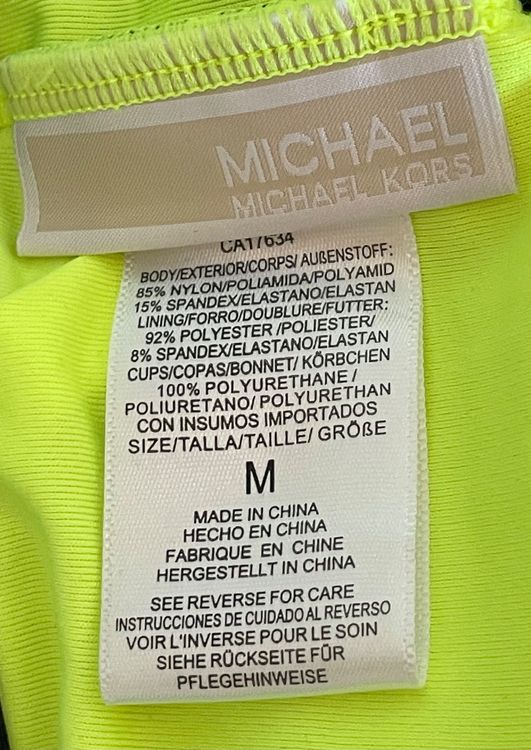 MICHAEL
MICHAEL KORS
CA17634
BODY/EXTERIOR/CORPS/ AUßENSTOFF:
85% NYLON/POLIAMIDA/POLYAMID
15% SPANDEX/ELASTANO/ELASTAN
LINING/FORRO/DOUBLURE/FUTTER:
92% POLYESTER /POLIESTER/
8% SPANDEX/ELASTANO/ELASTAN
CUPS/COPAS/BONNET/ KÖRBCHEN
100% POLYURETHANE /
POLIURETANO/ POLYURETHAN
CON INSUMOS IMPORTADOS
SIZE/TALLA/TAILLE/ GRÖßE
M
MADE IN CHINA
HECHO EN CHINA
FABRIQUE EN CHINE
HERGESTELLT IN CHINA
SEE REVERSE FOR CARE
INSTRUCCIONES DE CUIDADO AL REVERSO
VOIR L'INVERSE POUR LE SOIN
SIEHE RÜCKSEITE FÜR
PFLEGEHINWEISE